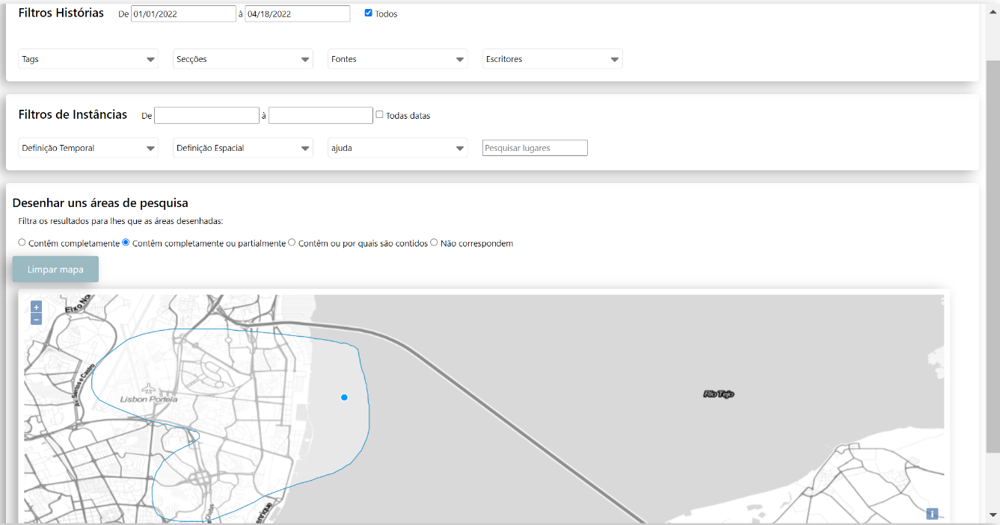 Filtros Histórias De 01/01/2022 à 04/18/2022 Todos
Tags Secções Fontes Escritores
Filtros de Instâncias De à Todas datas
Definição Temporal Definição Espacial ajuda Pesquisar lugares
Desenhar uns áreas de pesquisa
Filtra os resultados para lhes que as áreas desenhadas:
Contêm completamente Contêm completamente ou partialmente Contêm ou por quais são contidos Não correspondem
Limpar mapa
+
Eixo No
−
Av. Santos e Castro
Rio Tejo
Lisbon Portela
enrique
i